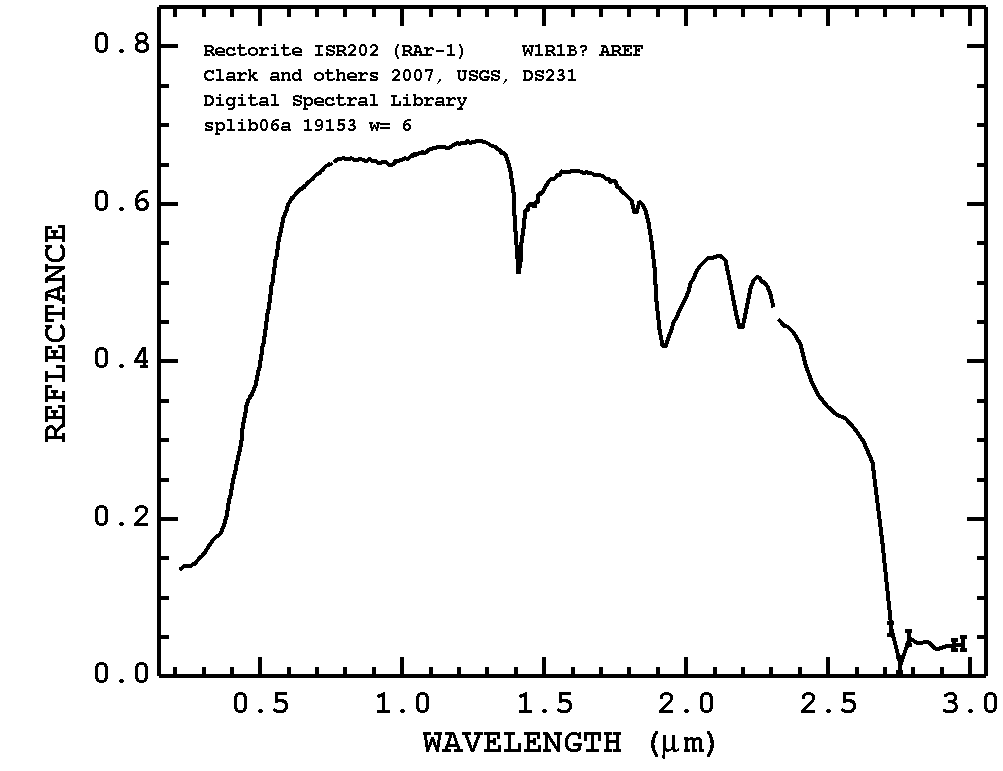 Rectorite ISR202 (RAr-1) W1R1B? AREF
Clark and others 2007, USGS, DS231
Digital Spectral Library
splib06a 19153 w= 6
REFLECTANCE
0.8
0.6
0.4
0.2
0.0
0.5 1.0 1.5 2.0 2.5 3.0
WAVELENGTH (μm)